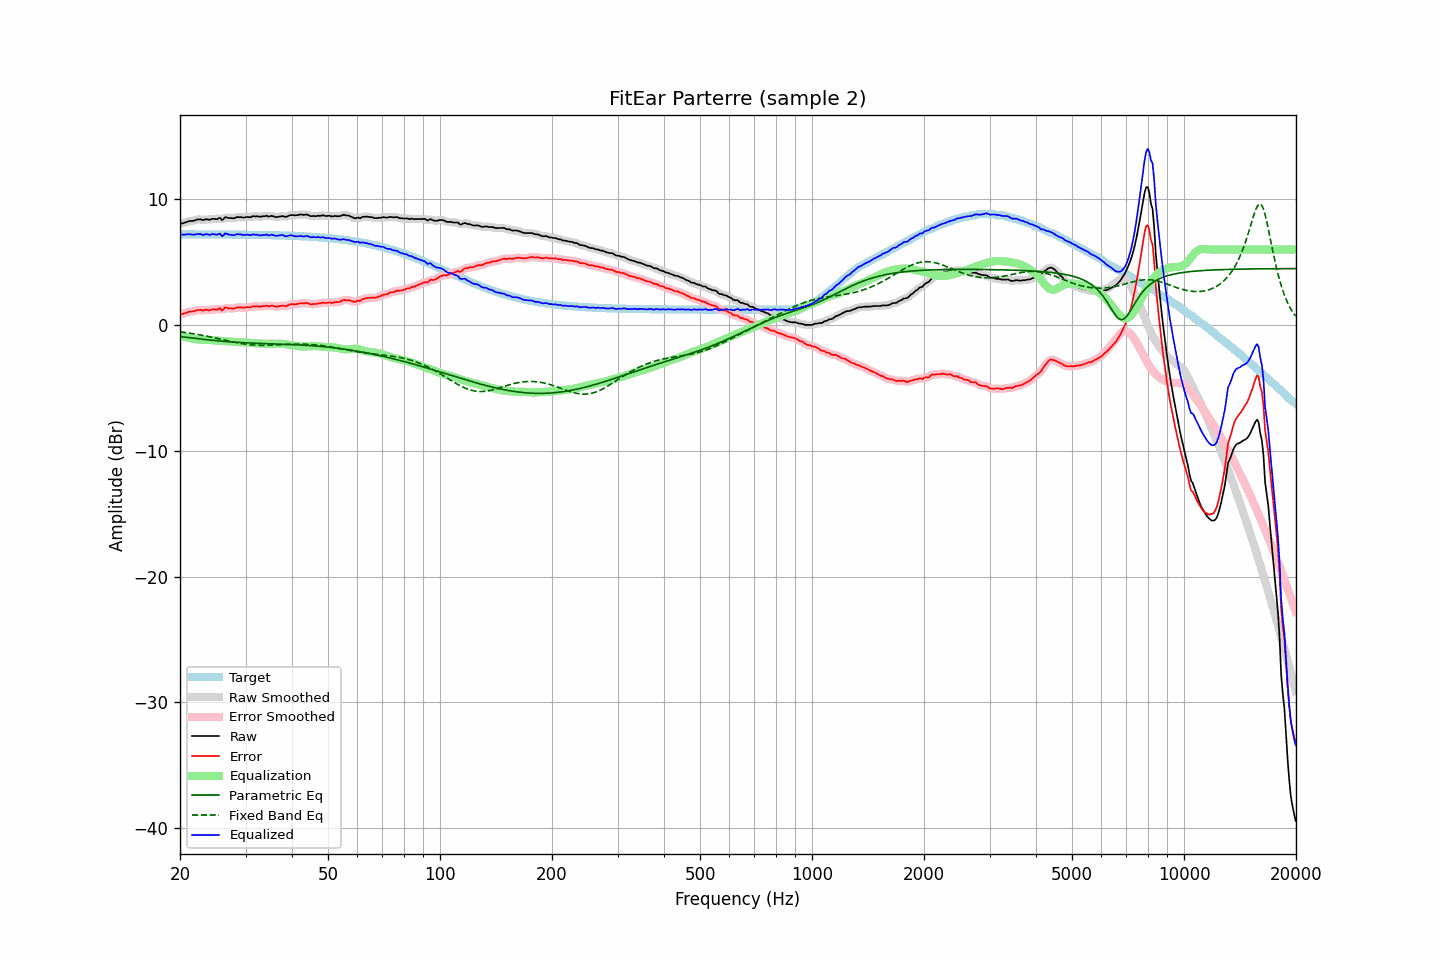 FitEar Parterre (sample 2)
Amplitude (dBr)
10
0
−10
−20
−30
−40
Target
Raw Smoothed
Error Smoothed
Raw
Error
Equalization
Parametric Eq
Fixed Band Eq
Equalized
20 50 100 200 500 1000 2000 5000 10000 20000
Frequency (Hz)